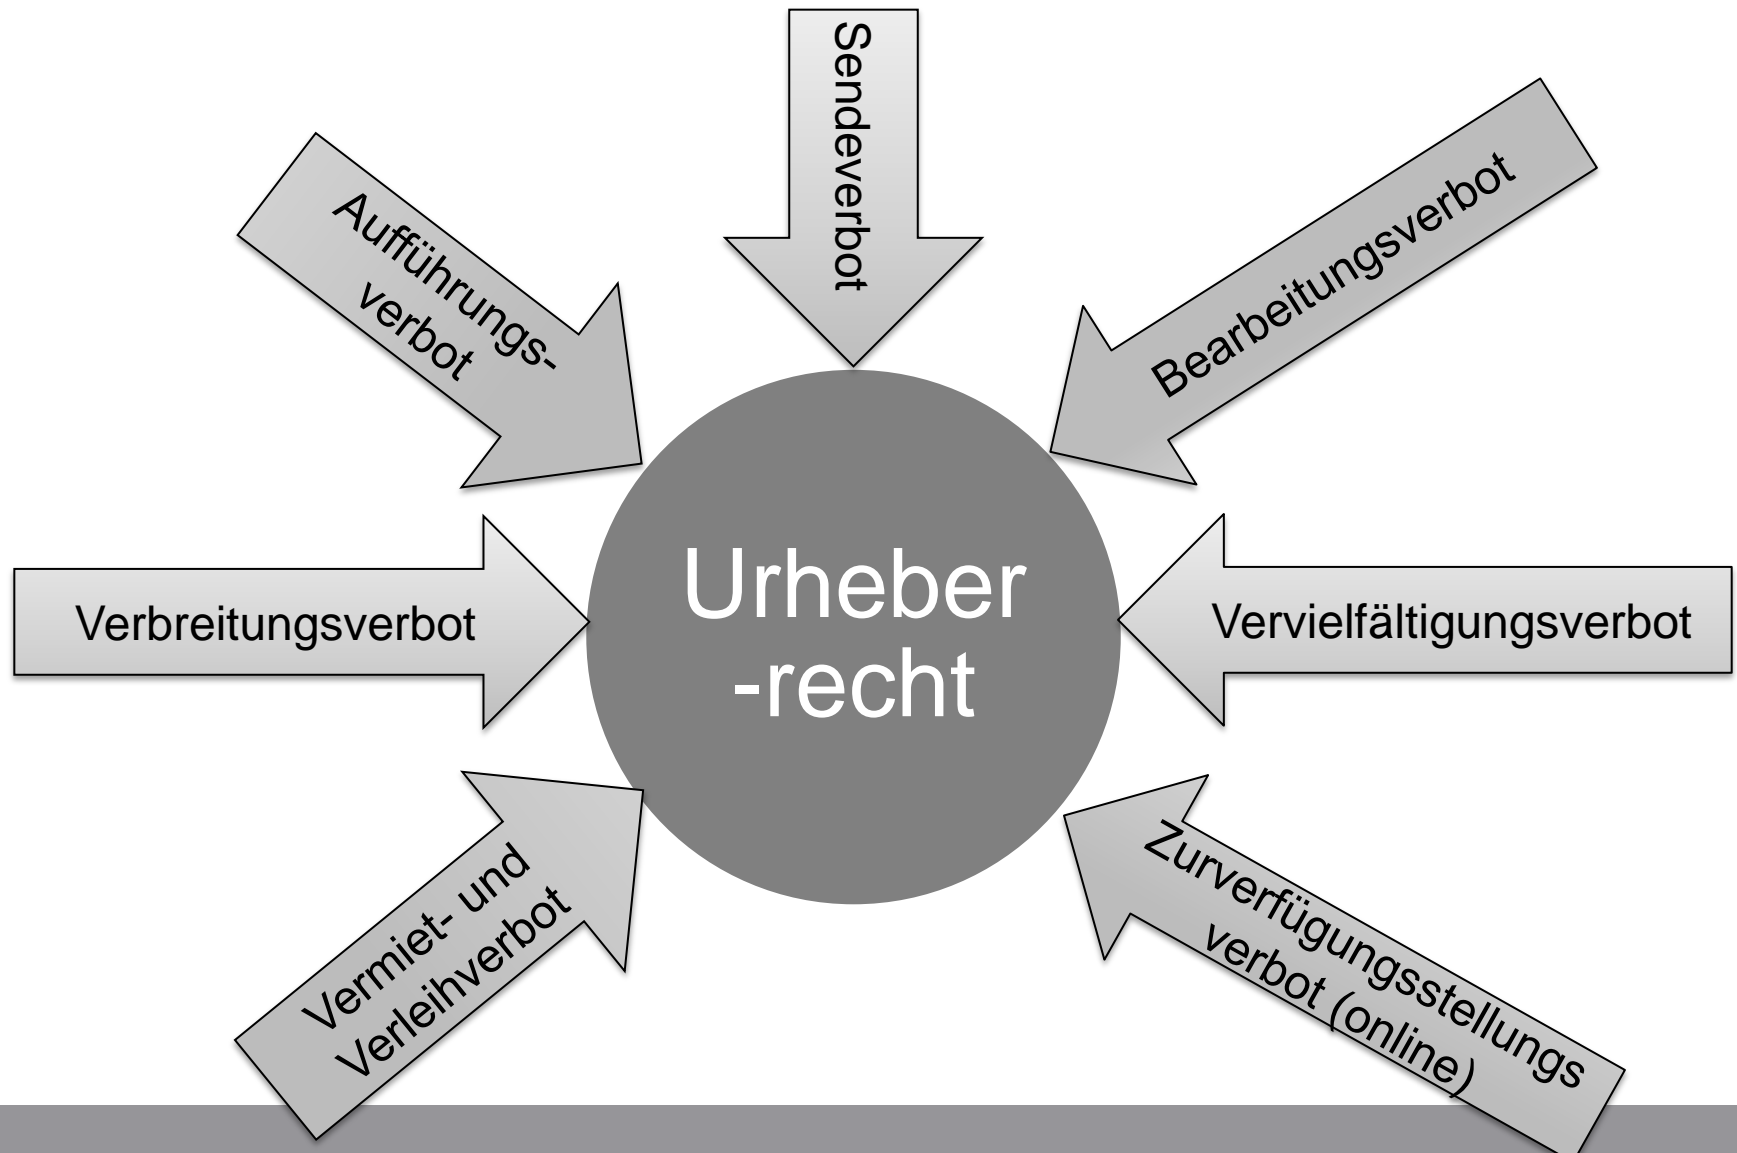 Sendeverbot
Aufführungs-
verbot
Bearbeitungsverbot
Urheber
-recht
Verbreitungsverbot
Vervielfältigungsverbot
Vermiet- und
Verleihverbot
Zurverfügungsstellungs
verbot (online)